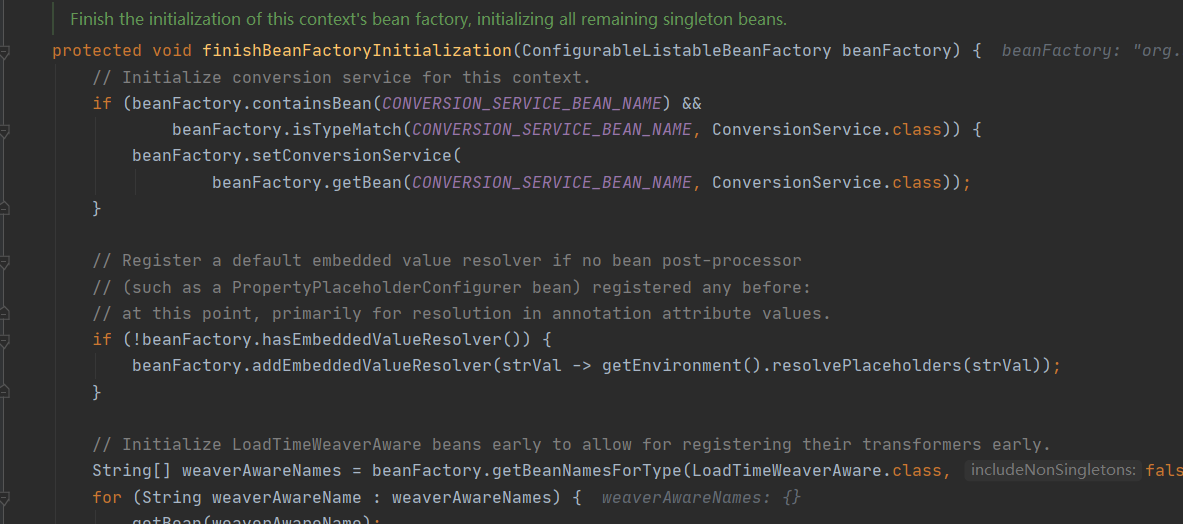 Finish the initialization of this context's bean factory, initializing all remaining singleton beans.
protected void finishBeanFactoryInitialization(ConfigurableListableBeanFactory beanFactory) {  beanFactory: "org.
// Initialize conversion service for this context.
if (beanFactory.containsBean(CONVERSION_SERVICE_BEAN_NAME) &&
beanFactory.isTypeMatch(CONVERSION_SERVICE_BEAN_NAME, ConversionService.class)) {
beanFactory.setConversionService(
beanFactory.getBean(CONVERSION_SERVICE_BEAN_NAME, ConversionService.class));
}
// Register a default embedded value resolver if no bean post-processor
// (such as a PropertyPlaceholderConfigurer bean) registered any before:
// at this point, primarily for resolution in annotation attribute values.
if (!beanFactory.hasEmbeddedValueResolver()) {
beanFactory.addEmbeddedValueResolver(strVal -> getEnvironment().resolvePlaceholders(strVal));
}
// Initialize LoadTimeWeaverAware beans early to allow for registering their transformers early.
String[] weaverAwareNames = beanFactory.getBeanNamesForType(LoadTimeWeaverAware.class, includeNonSingletons: fals
for (String weaverAwareName : weaverAwareNames) {  weaverAwareNames: {}
getBean(weaverAwareName);